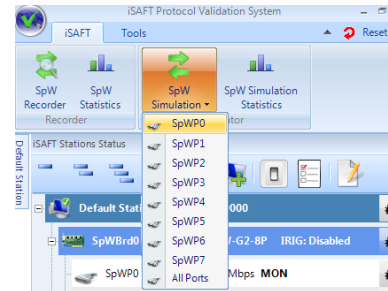 iSAFT Protocol Validation System
iSAFT Tools Reset
SpW Recorder
SpW Statistics
SpW Simulation
SpW Simulation Statistics
Recorder
SpWP0
SpWP1
SpWP2
SpWP3
SpWP4
SpWP5
SpWP6
SpWP7
All Ports
Default Station
iSAFT Stations Status
Default Stati 000
SpWBrd0 -G2-8P IRIG: Disabled
SpWP0 Mbps MON